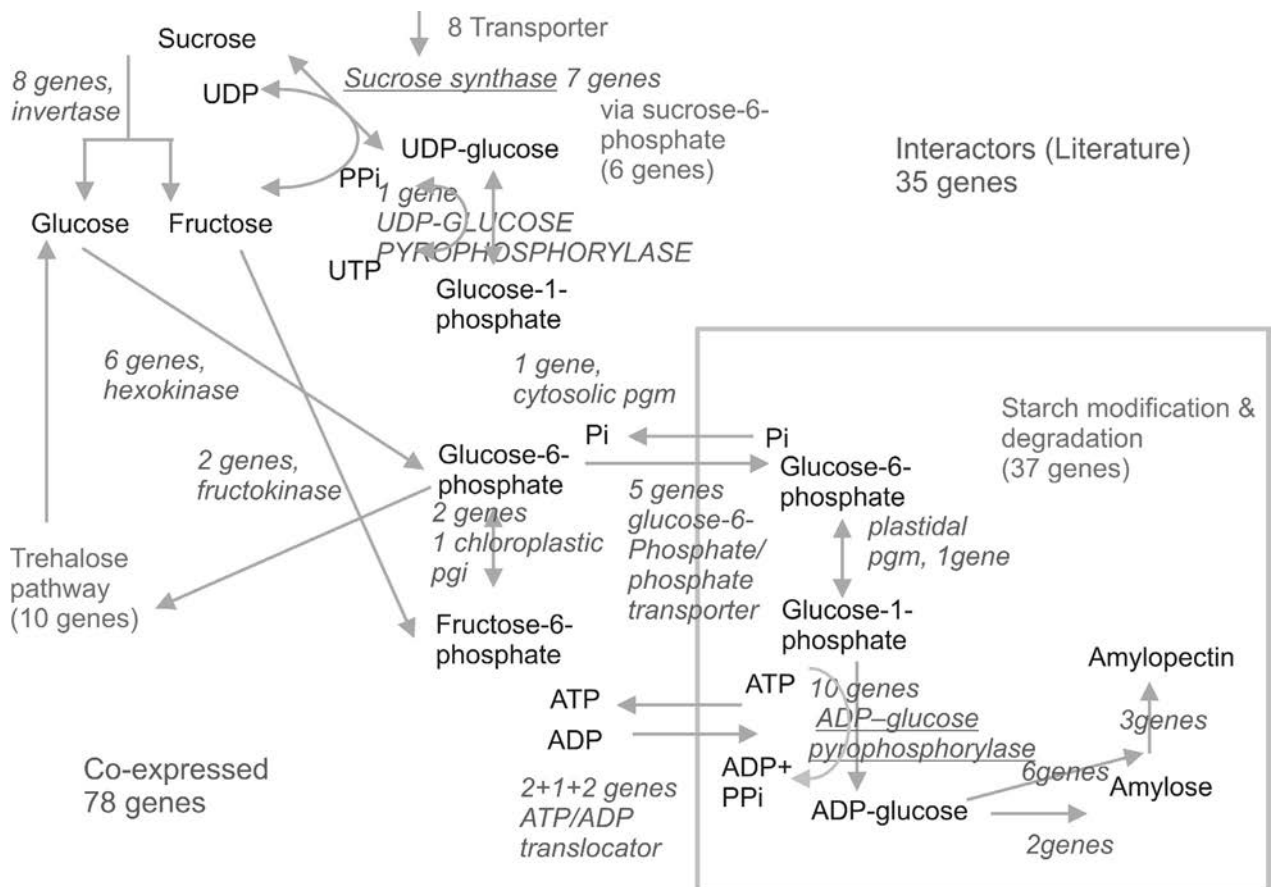 8 Transporter
Sucrose
8 genes,
invertase
UDP
Sucrose synthase 7 genes
via sucrose-6-
phosphate
(6 genes)
UDP-glucose
PPi
1 gene
UDP-GLUCOSE
PYROPHOSPHORYLASE
UTP
Interactors (Literature)
35 genes
Glucose
Fructose
Glucose-1-
phosphate
6 genes,
hexokinase
1 gene,
cytosolic pgm
2 genes,
fructokinase
Pi
Pi
Glucose-6-
phosphate
2 genes
1 chloroplastic
pgi
5 genes
glucose-6-
Phosphate/
phosphate
transporter
Glucose-6-
phosphate
plastidal
pgm, 1gene
Starch modification &
degradation
(37 genes)
Trehalose
pathway
(10 genes)
Fructose-6-
phosphate
Glucose-1-
phosphate
ATP
ADP
2+1+2 genes
ATP/ADP
translocator
ATP
10 genes
ADP–glucose
pyrophosphorylase
ADP+
PPi
ADP-glucose
6genes
2genes
Amylose
3genes
Amylopectin
Co-expressed
78 genes